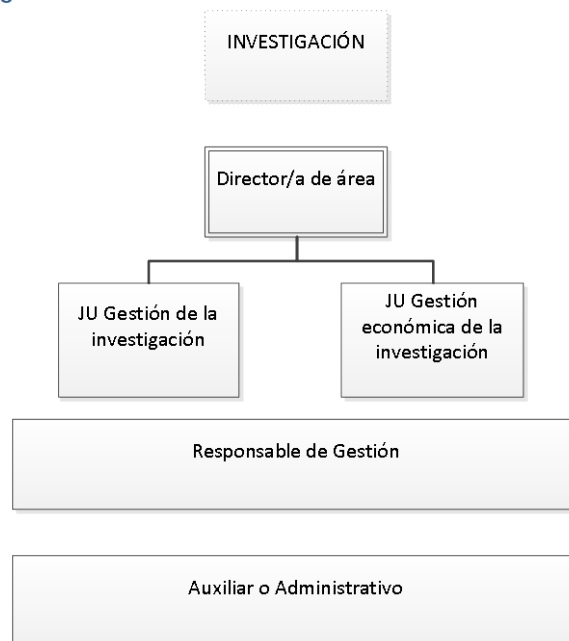 INVESTIGACIÓN
Director/a de área
JU Gestión de la
investigación
JU Gestión
económica de la
investigación
Responsable de Gestión
Auxiliar o Administrativo